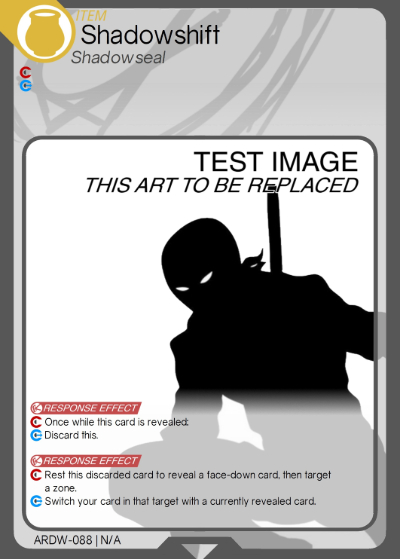 ITEM
Shadowshift
Shadowseal
TEST IMAGE
THIS ART TO BE REPLACED
RESPONSE EFFECT
Once while this card is revealed:
Discard this.
RESPONSE EFFECT
Rest this discarded card to reveal a face-down card, then target
a zone.
Switch your card in that target with a currently revealed card.
ARDW-088 | N/A